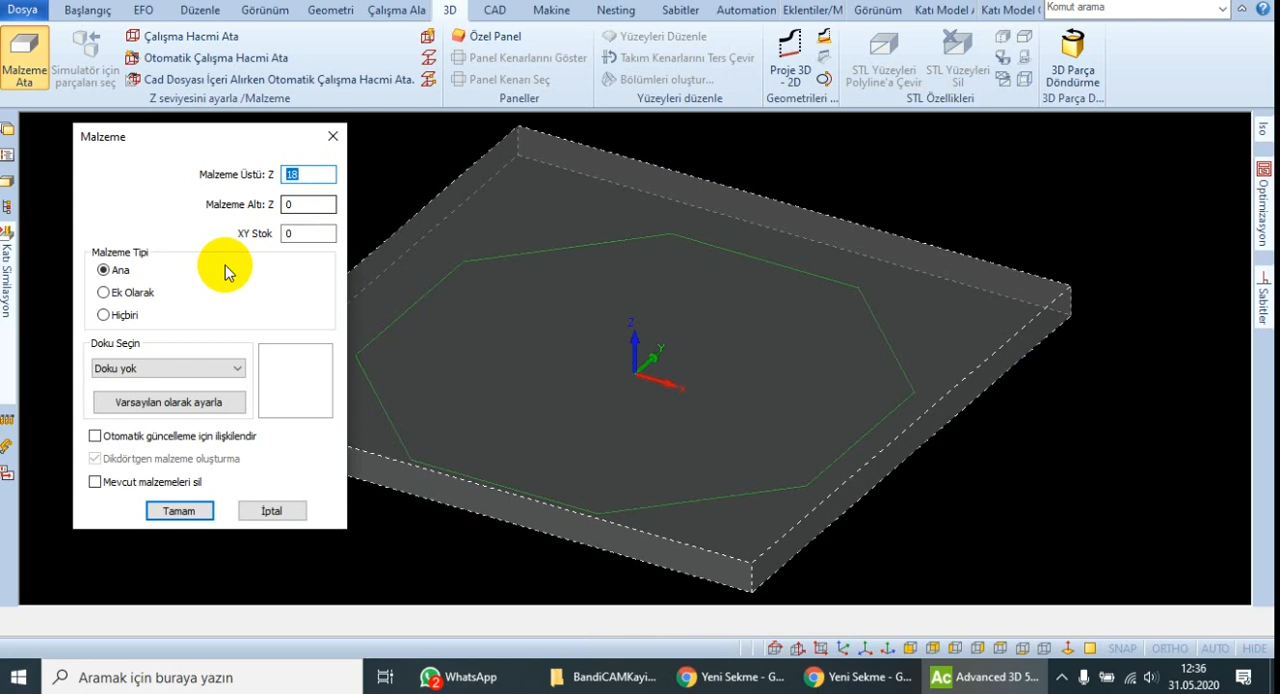 Dosya Başlangıç EFO Düzenle Görünüm Geometri Çalışma Ala 3D CAD Makine Nesting Sabitler Automation Eklentiler/M Görünüm Katı Model A Katı Model ( Komut arama
Malzeme Ata
Simulatör için parçaları seç
Çalışma Hacmi Ata
Otomatik Çalışma Hacmi Ata
Cad Dosyası İçeri Alırken Otomatik Çalışma Hacmi Ata.
Z seviyesini ayarla /Malzeme
Özel Panel
Panel Kenarlarını Göster
Panel Kenarı Seç
Paneller
Yüzeyleri Düzenle
Takım Kenarlarını Ters Çevir
Bölümleri oluştur...
Yüzeyleri düzenle
Proje 3D - 2D
Geometrileri ...
STL Yüzeyleri Polyline'a Çevir
STL Yüzeyleri Sil
STL Özellikleri
3D Parça Döndürme
3D Parça D...
Malzeme
Malzeme Üstü: Z 18
Malzeme Altı: Z 0
XY Stok 0
Malzeme Tipi
Ana
Ek Olarak
Hiçbiri
Doku Seçin
Doku yok
Varsayılan olarak ayarla
Otomatik güncelleme için ilişkilendir
Dikdörtgen malzeme oluşturma
Mevcut malzemeleri sil
Tamam İptal
Z
Y
X
Katı Simülasyon
Iso
Optimizasyon
Sabitler
SNAP ORTHO AUTO HIDE
Aramak için buraya yazın
2 WhatsApp
BandiCAMKayi...
Yeni Sekme - G...
Yeni Sekme - G...
Ac Advanced 3D 5...
12:36
31.05.2020